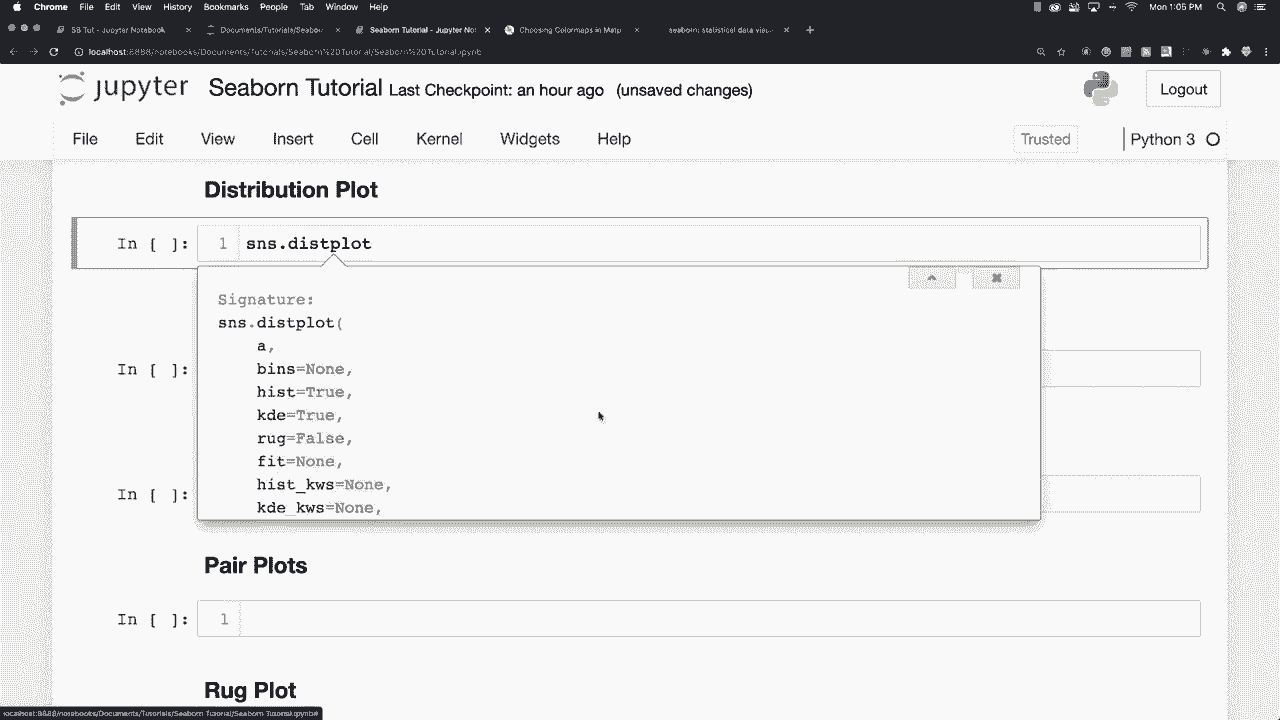 Chrome File Edit View History Bookmarks People Tab Window Help
Mon 1:05 PM
SB Tut - Jupyter Notebook
Documents/Tutorials/Seabor
Seaborn Tutorial - Jupyter No
Choosing Colormaps in Matp
seaborn: statistical data visu
localhost:8888/notebooks/Documents/Tutorials/Seaborn%20Tutorial/Seaborn%20Tutorial.ipynb
jupyter Seaborn Tutorial Last Checkpoint: an hour ago (unsaved changes)
Logout
File Edit View Insert Cell Kernel Widgets Help
Trusted
Python 3
Distribution Plot
In [ ]: 1 sns.distplot
Signature:
sns.distplot(
a,
bins=None,
In [ ]:
hist=True,
kde=True,
rug=False,
fit=None,
hist_kws=None,
In [ ]:
kde_kws=None,
Pair Plots
In [ ]: 1
Rug Plot
localhost:8888/notebooks/Documents/Tutorials/Seaborn Tutorial/Seaborn Tutorial.ipynb#